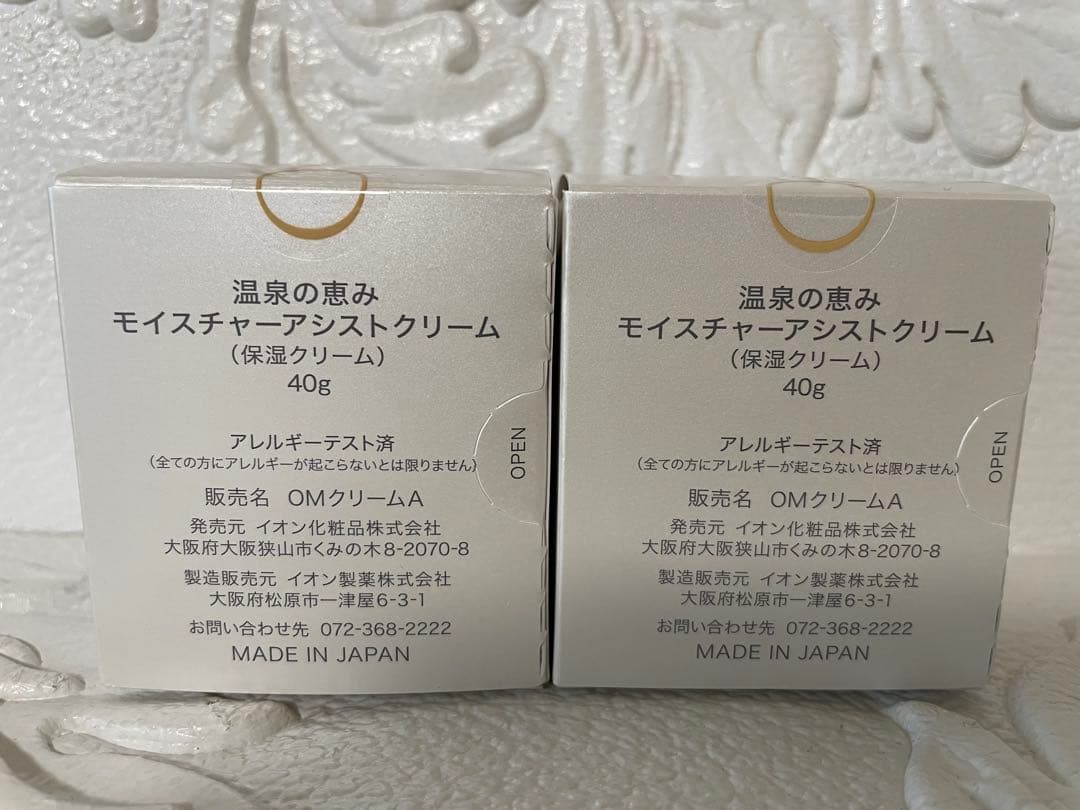 温泉の恵み
モイスチャーアシストクリーム
（保湿クリーム）
40g
アレルギーテスト済
（全ての方にアレルギーが起こらないとは限りません）
販売名 OMクリームA
発売元 イオン化粧品株式会社
大阪府大阪狭山市くみの木8-2070-8
製造販売元 イオン製薬株式会社
大阪府松原市一津屋6-3-1
お問い合わせ先 072-368-2222
MADE IN JAPAN
OPEN
温泉の恵み
モイスチャーアシストクリーム
（保湿クリーム）
40g
アレルギーテスト済
（全ての方にアレルギーが起こらないとは限りません）
販売名 OMクリームA
発売元 イオン化粧品株式会社
大阪府大阪狭山市くみの木8-2070-8
製造販売元 イオン製薬株式会社
大阪府松原市一津屋6-3-1
お問い合わせ先 072-368-2222
MADE IN JAPAN
OPEN